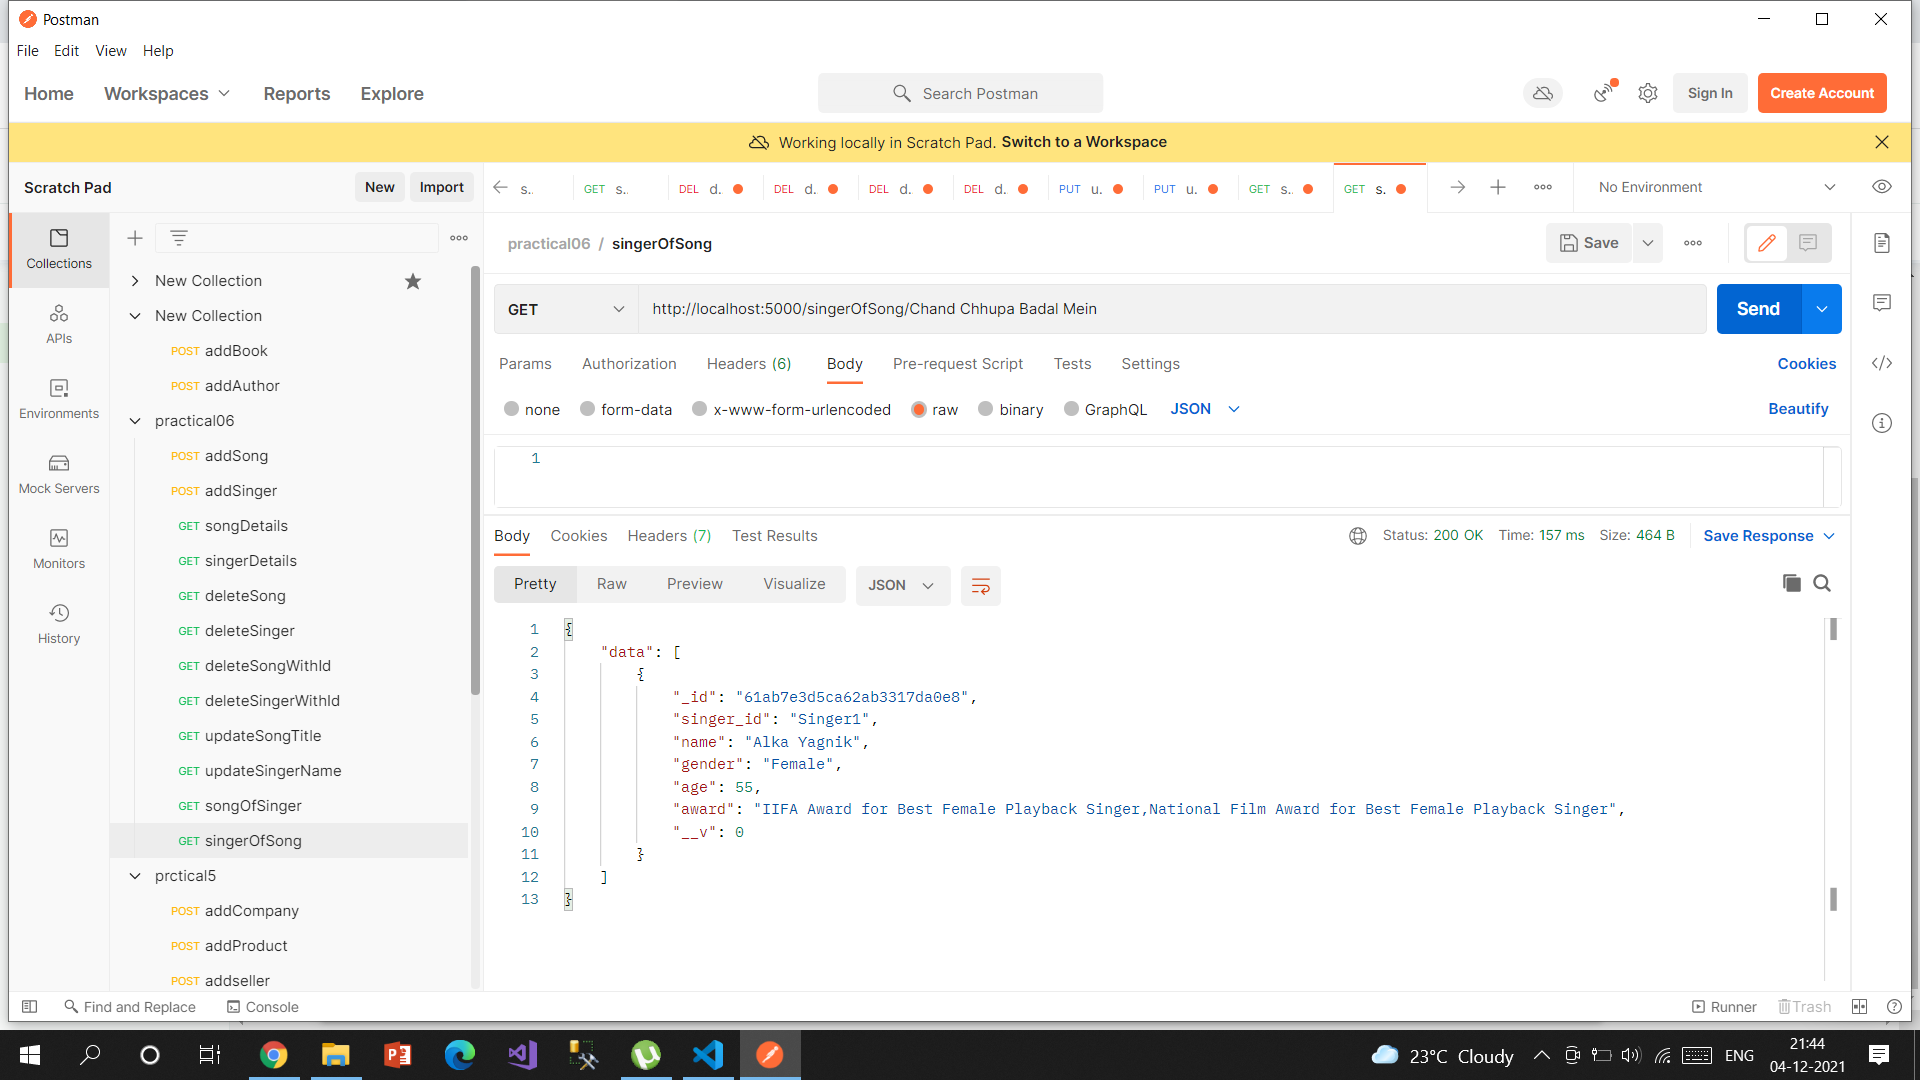 Postman
File Edit View Help
Home Workspaces Reports Explore Search Postman Sign In Create Account
Working locally in Scratch Pad. Switch to a Workspace
Scratch Pad New Import
s.. GET s.. DEL d. DEL d. DEL d. DEL d. PUT u. PUT u. GET s.. GET s. No Environment
Collections
APIs
Environments
Mock Servers
Monitors
History
New Collection
New Collection
POST addBook
POST addAuthor
practical06
POST addSong
POST addSinger
GET songDetails
GET singerDetails
GET deleteSong
GET deleteSinger
GET deleteSongWithId
GET deleteSingerWithId
GET updateSongTitle
GET updateSingerName
GET songOfSinger
GET singerOfSong
prctical5
POST addCompany
POST addProduct
POST addseller
practical06 / singerOfSong Save
GET http://localhost:5000/singerOfSong/Chand Chhupa Badal Mein Send
Params Authorization Headers (6) Body Pre-request Script Tests Settings Cookies
none form-data x-www-form-urlencoded raw binary GraphQL JSON Beautify
1
Body Cookies Headers (7) Test Results Status: 200 OK Time: 157 ms Size: 464 B Save Response
Pretty Raw Preview Visualize JSON
1 {
2 "data": [
3 {
4 "_id": "61ab7e3d5ca62ab3317da0e8",
5 "singer_id": "Singer1",
6 "name": "Alka Yagnik",
7 "gender": "Female",
8 "age": 55,
9 "award": "IIFA Award for Best Female Playback Singer,National Film Award for Best Female Playback Singer",
10 "__v": 0
11 }
12 ]
13 }
Find and Replace Console Runner Trash
23°C Cloudy ENG 21:44
04-12-2021